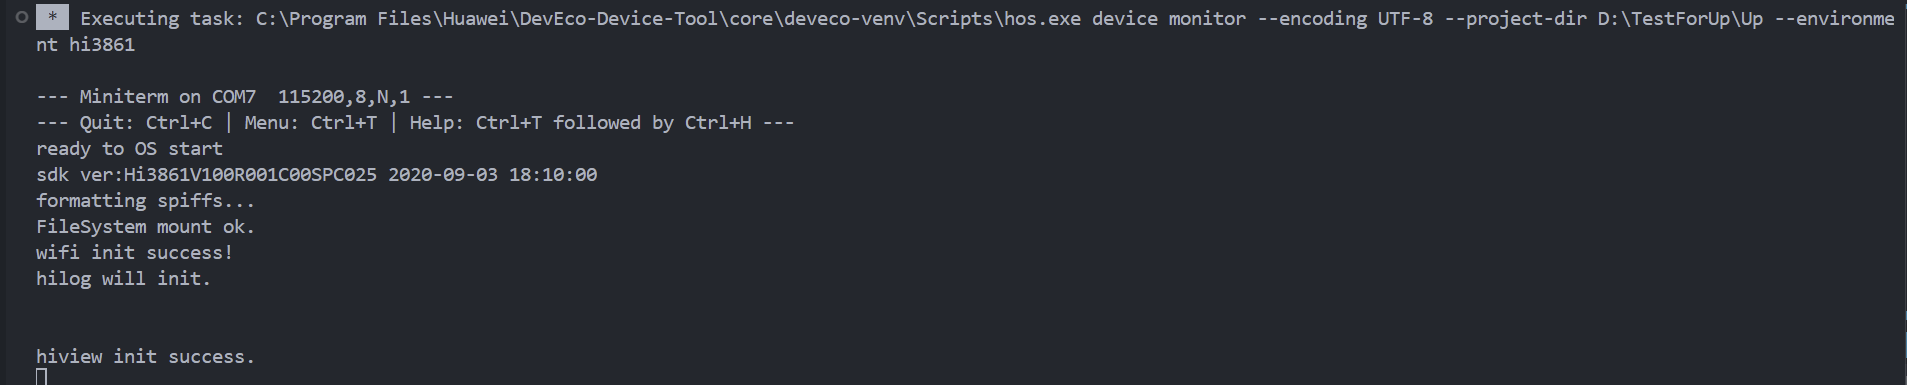 * Executing task: C:\Program Files\Huawei\DevEco-Device-Tool\core\deveco-venv\Scripts\hos.exe device monitor --encoding UTF-8 --project-dir D:\TestForUp\Up --environme
nt hi3861
--- Miniterm on COM7  115200,8,N,1 ---
--- Quit: Ctrl+C | Menu: Ctrl+T | Help: Ctrl+T followed by Ctrl+H ---
ready to OS start
sdk ver:Hi3861V100R001C00SPC025 2020-09-03 18:10:00
formatting spiffs...
FileSystem mount ok.
wifi init success!
hilog will init.
hiview init success.